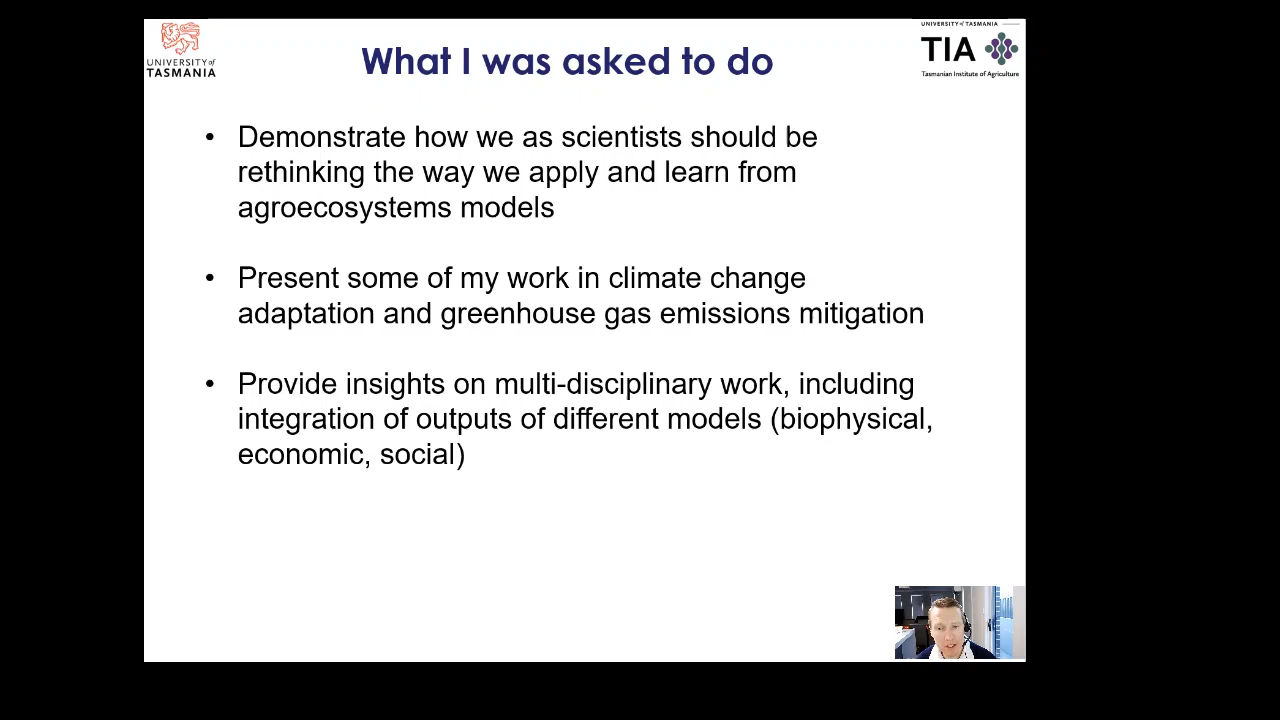 UNIVERSITY of
TASMANIA
What I was asked to do
UNIVERSITY of TASMANIA
TIA
Tasmanian Institute of Agriculture
• Demonstrate how we as scientists should be
rethinking the way we apply and learn from
agroecosystems models
• Present some of my work in climate change
adaptation and greenhouse gas emissions mitigation
• Provide insights on multi-disciplinary work, including
integration of outputs of different models (biophysical,
economic, social)